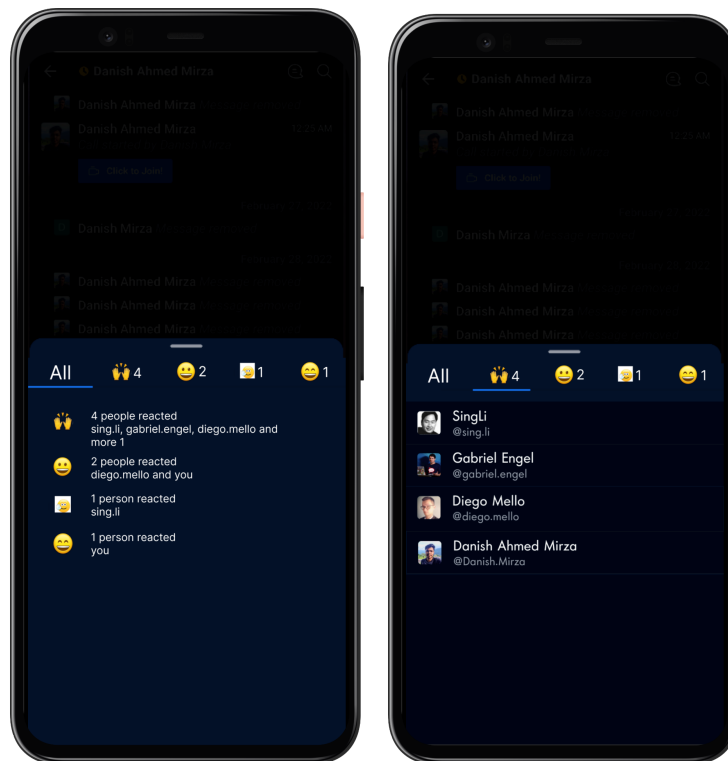 Danish Ahmed Mirza
Danish Ahmed Mirza
Danish Ahmed Mirza
12:25 AM
Click to Join!
Danish Mirza
Danish Ahmed Mirza
Danish Ahmed Mirza
Danish Ahmed Mirza
All
4
2
1
1
4 people reacted
sing.li, gabriel.engel, diego.mello and
more 1
2 people reacted
diego.mello and you
1 person reacted
sing.li
1 person reacted
you
Danish Ahmed Mirza
Danish Ahmed Mirza
Danish Ahmed Mirza
12:25 AM
Click to Join!
Danish Mirza
Danish Ahmed Mirza
Danish Ahmed Mirza
Danish Ahmed Mirza
All
4
2
1
1
SingLi
@sing.li
Gabriel Engel
@gabriel.engel
Diego Mello
@diego.mello
Danish Ahmed Mirza
@Danish.Mirza